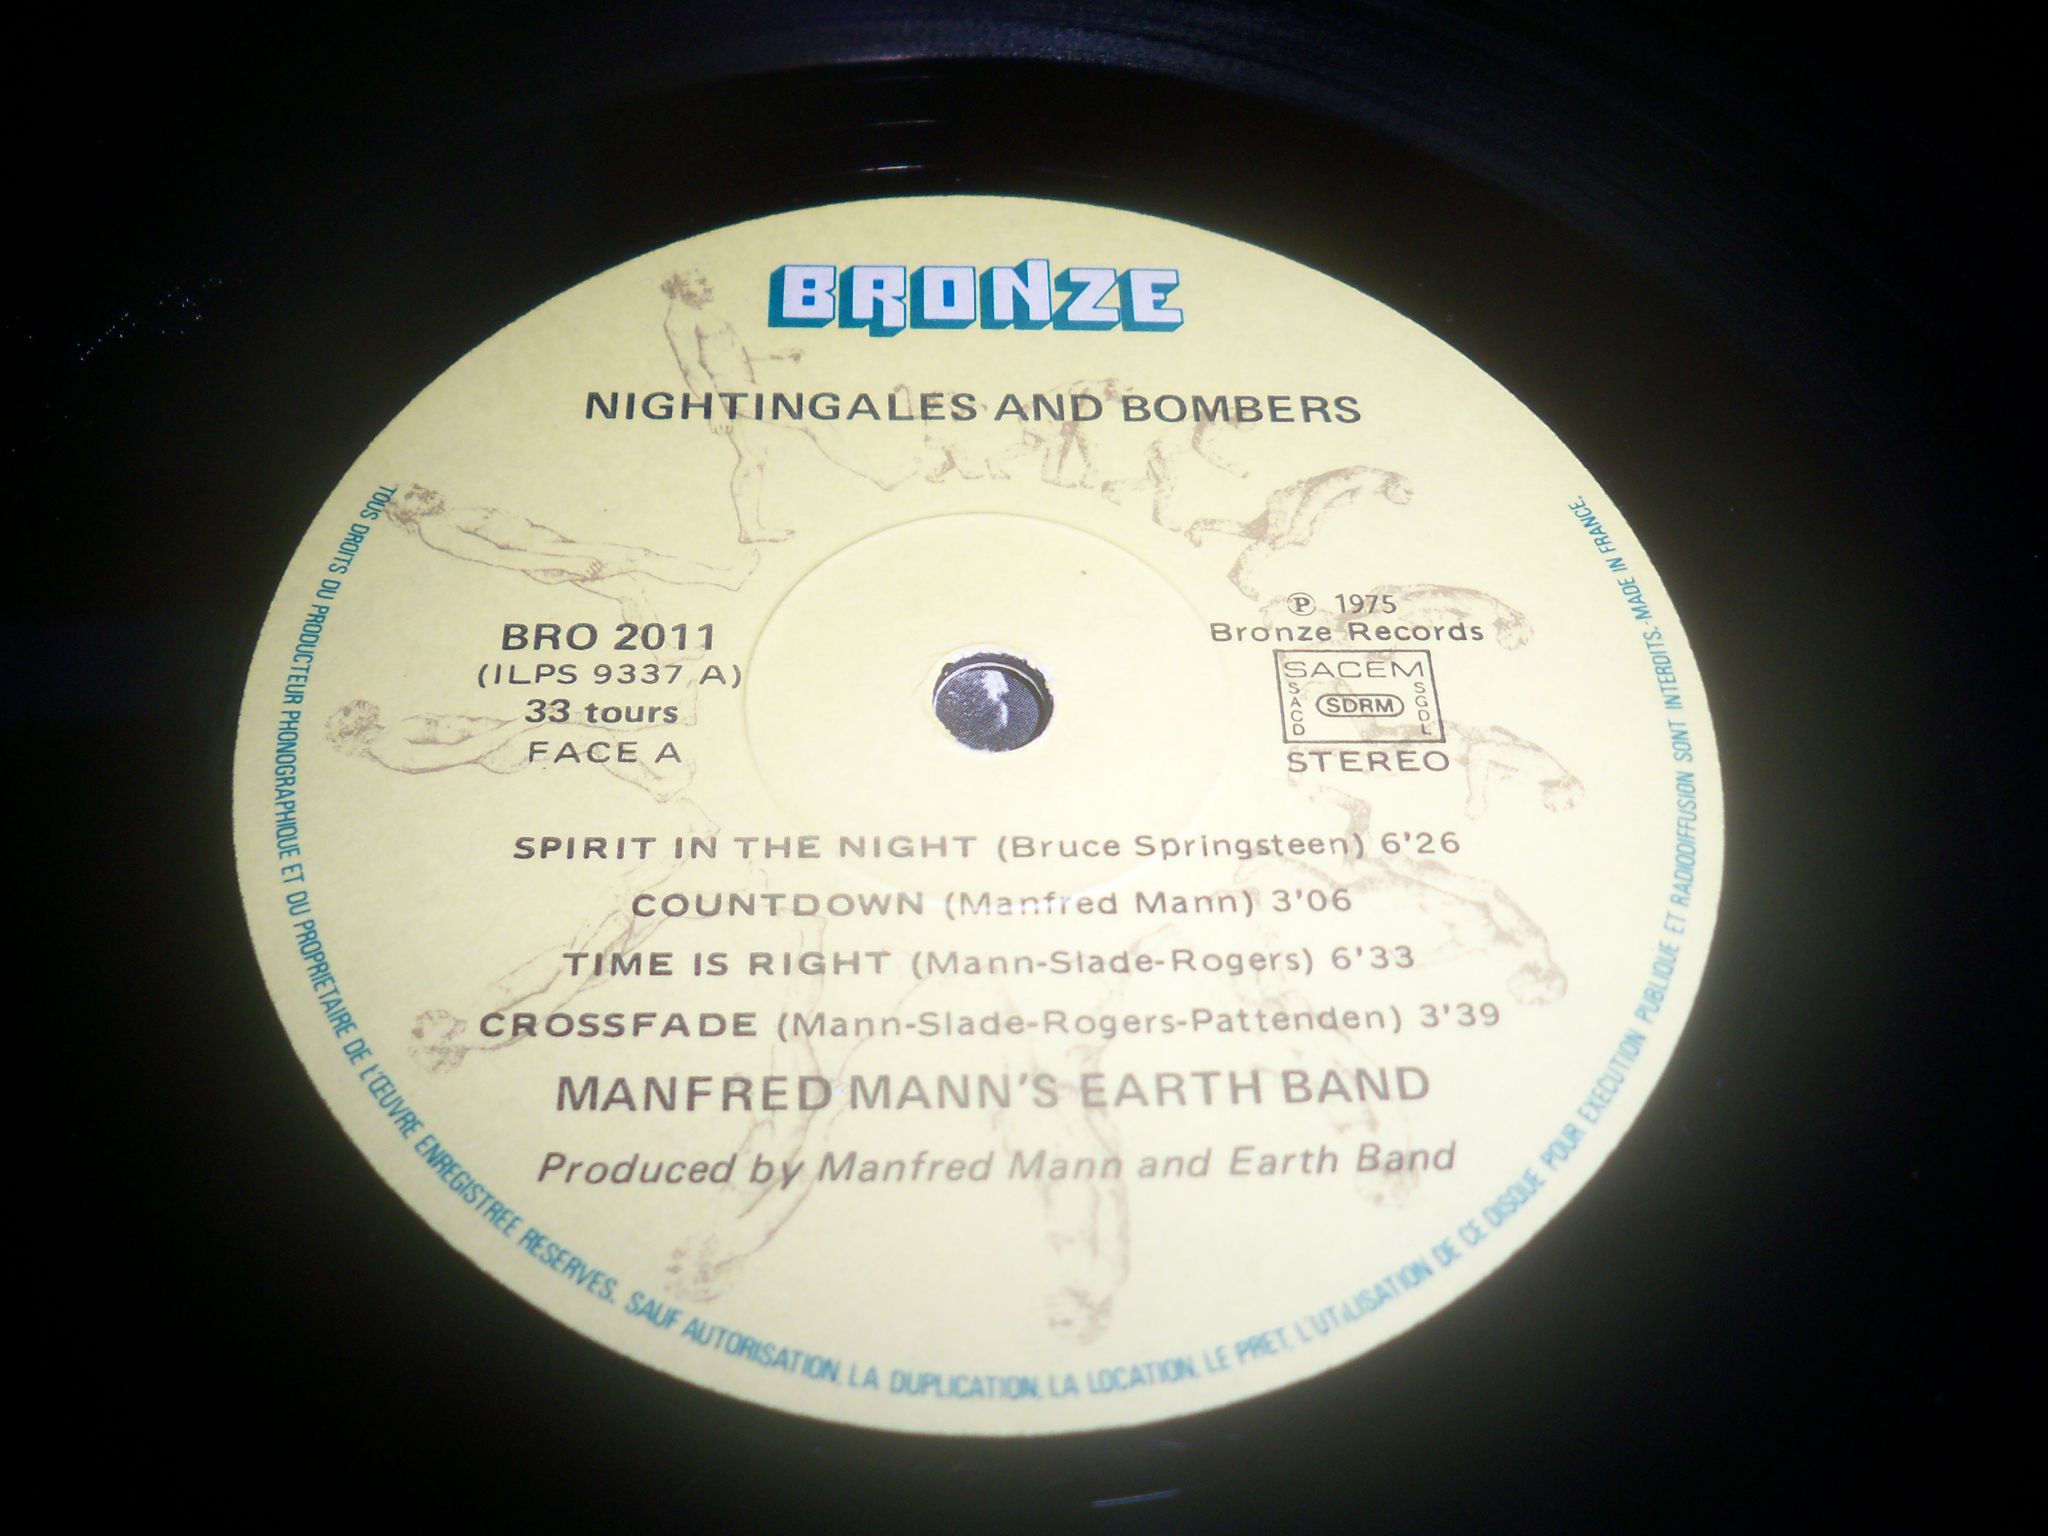 BRONZE
NIGHTINGALES AND BOMBERS
BRO 2011
(ILPS 9337 A)
33 tours
FACE A
℗ 1975
Bronze Records
SACEM
SACD
SDRM
SGDL
STEREO
SPIRIT IN THE NIGHT (Bruce Springsteen) 6'26
COUNTDOWN (Manfred Mann) 3'06
TIME IS RIGHT (Mann-Slade-Rogers) 6'33
CROSSFADE (Mann-Slade-Rogers-Pattenden) 3'39
MANFRED MANN'S EARTH BAND
Produced by Manfred Mann and Earth Band
TOUS DROITS DU PRODUCTEUR PHONOGRAPHIQUE ET DU PROPRIETAIRE DE L'ŒUVRE ENREGISTREE RESERVES. SAUF AUTORISATION, LA DUPLICATION, LA LOCATION, LE PRET, L'UTILISATION DE CE DISQUE POUR EXECUTION PUBLIQUE ET RADIODIFFUSION SONT INTERDITS.-MADE IN FRANCE.